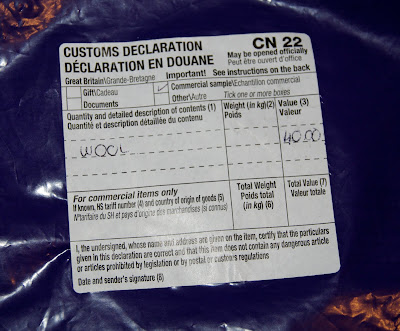 CUSTOMS DECLARATION CN 22
DÉCLARATION EN DOUANE May be opened officially
Peut être ouvert d'office
Great Britain\Grande-Bretagne Important! See instructions on the back
Gift\Cadeau Commercial sample\Echantillon commercial
Documents Other\Autre Tick one or more boxes
Quantity and detailed description of contents (1) Weight (in kg)(2) Value (3)
Quantité et description détaillée du contenu Poids Valeur
WOOL 40.00
For commercial items only Total Weight Total Value (7)
If known, HS tariff number (4) and country of origin of goods (5) Poids total Valeur totale
N°tarifaire du SH et pays d'origine des marchandises (si connus) (in kg) (6)
I, the undersigned, whose name and address are given on the item, certify that the particulars
given in this declaration are correct and that this item does not contain any dangerous article
or articles prohibited by legislation or by postal or customs regulations
Date and sender's signature (8)